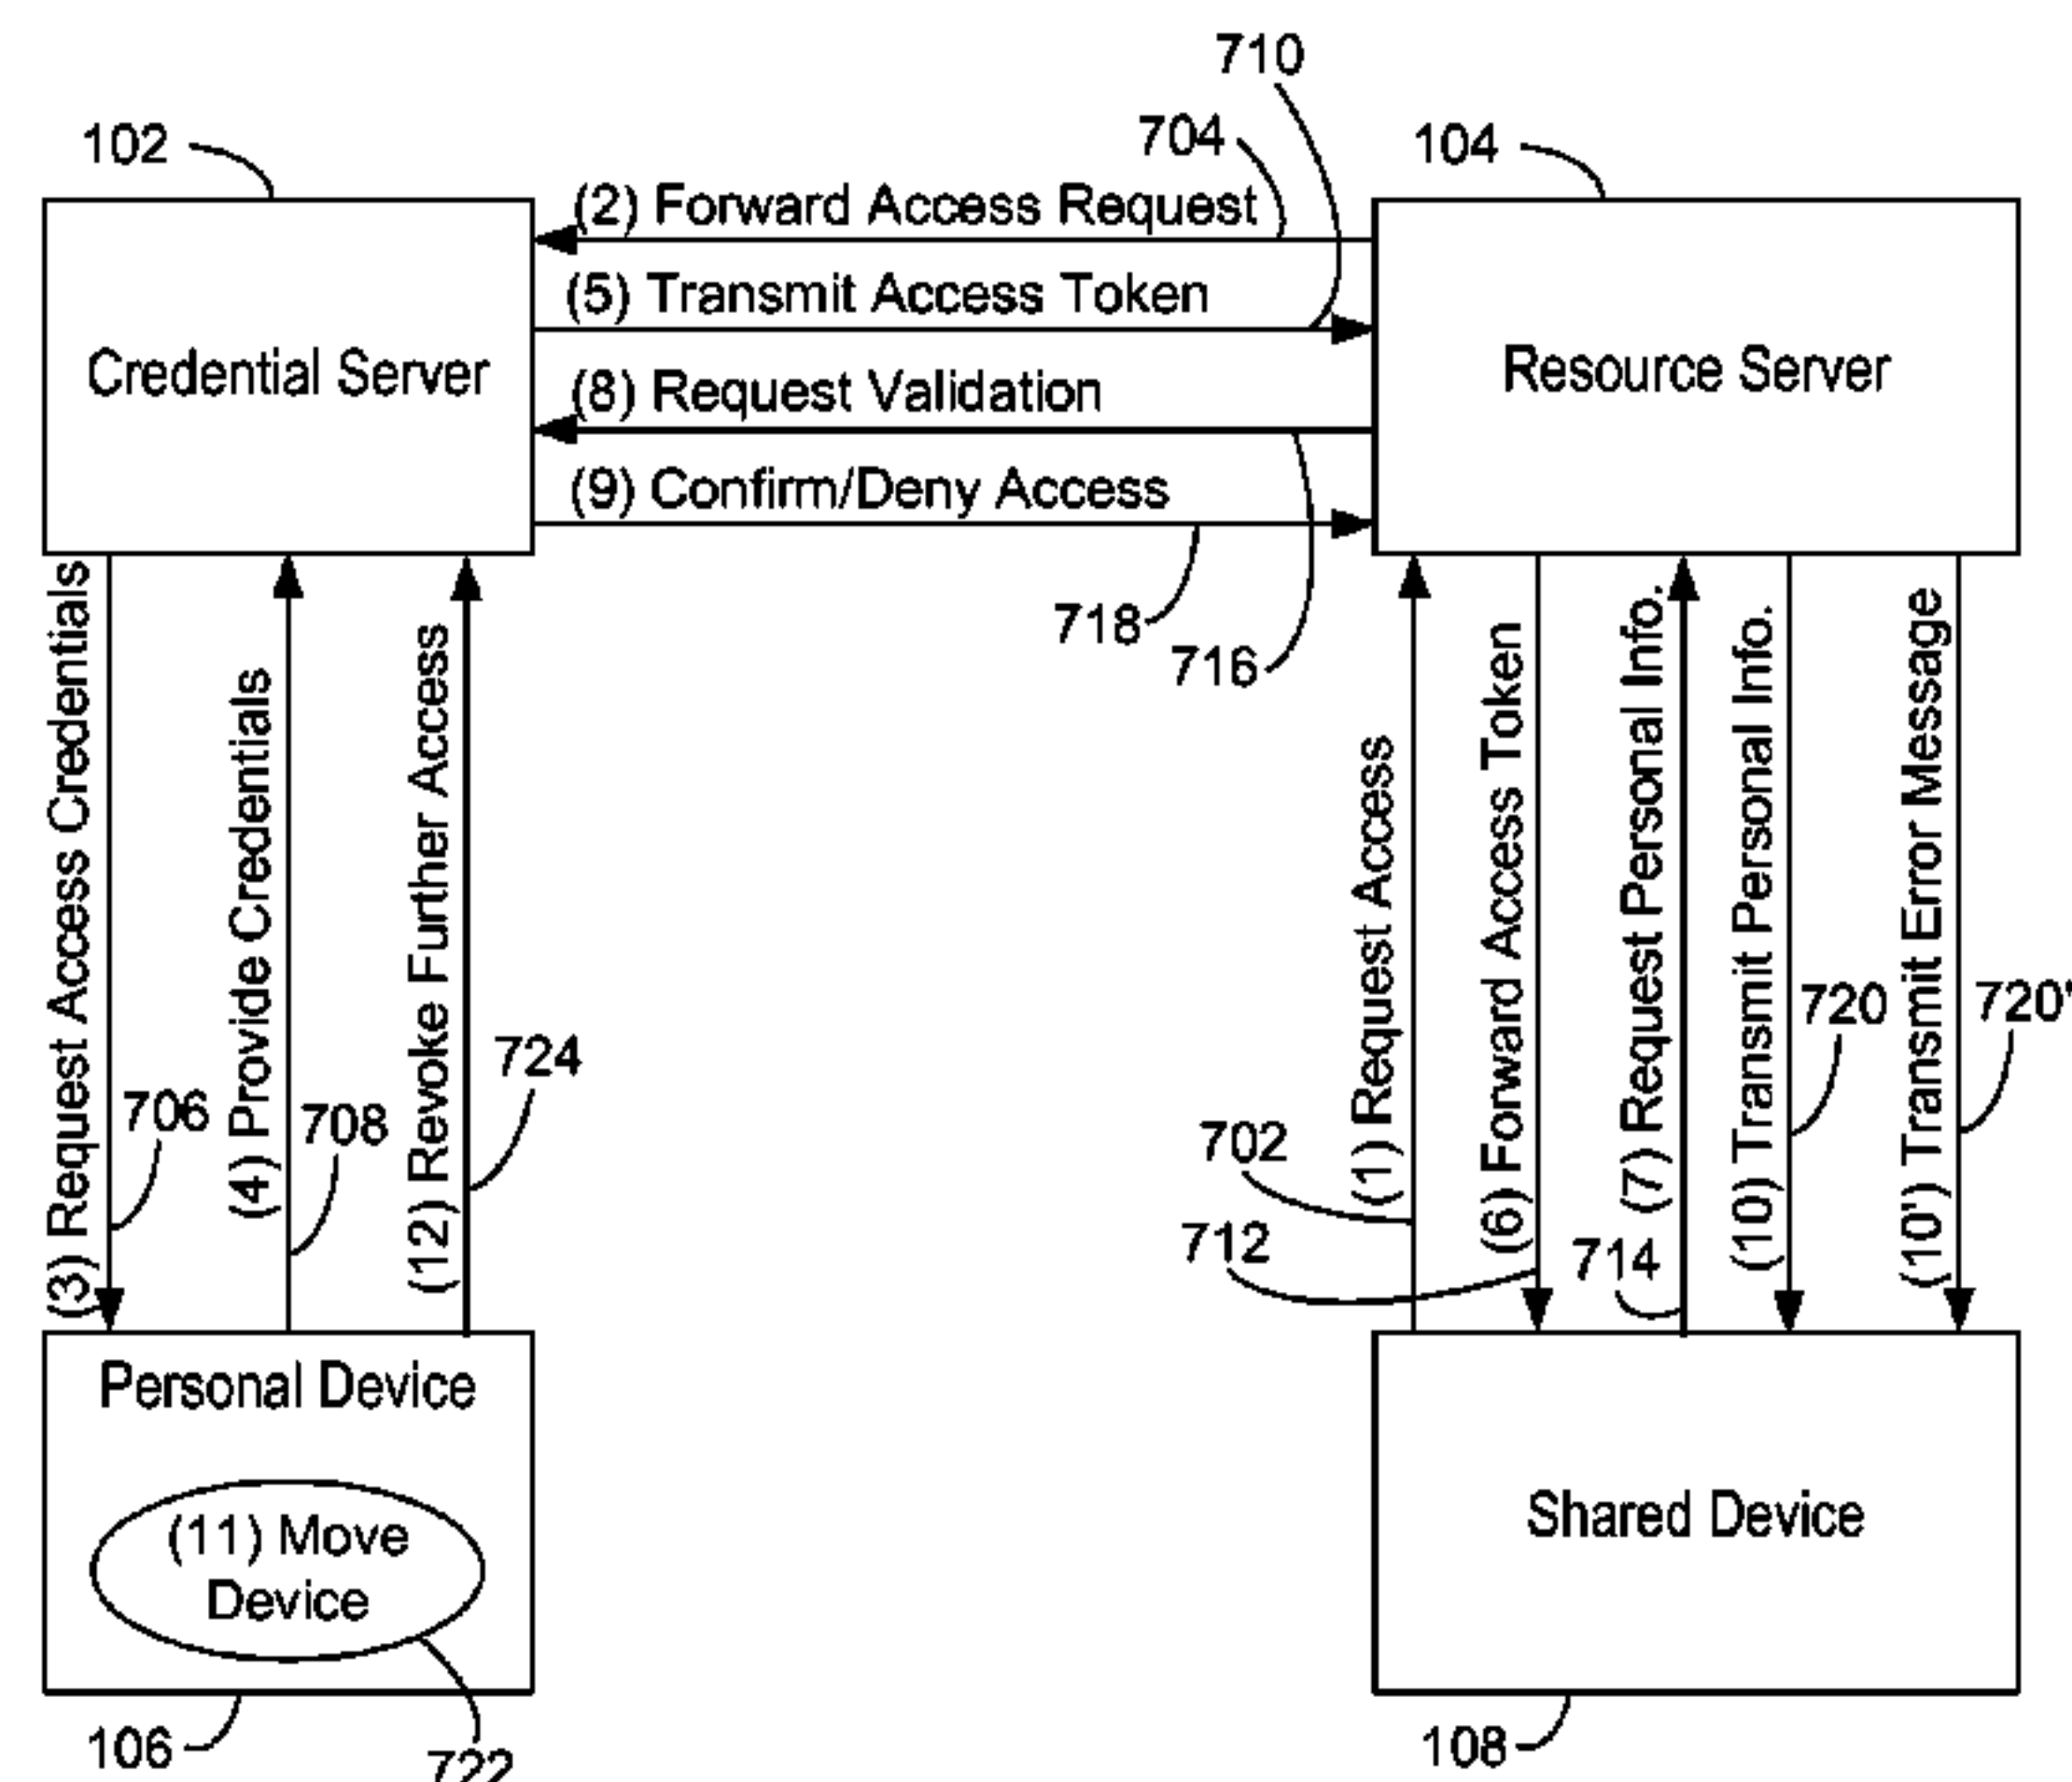 710
704
102
104
(2) Forward Access Request
(5) Transmit Access Token
Credential Server
Resource Server
(8) Request Validation
(9) Confirm/Deny Access
718
716
(3) Request Access Credentials
(4) Provide Credentials
(12) Revoke Further Access
(1) Request Access
(6) Forward Access Token
(7) Request Personal Info.
(10) Transmit Personal Info.
(10') Transmit Error Message
706
708
724
702
712
714
720
720'
Personal Device
(11) Move
Device
Shared Device
106
722
108